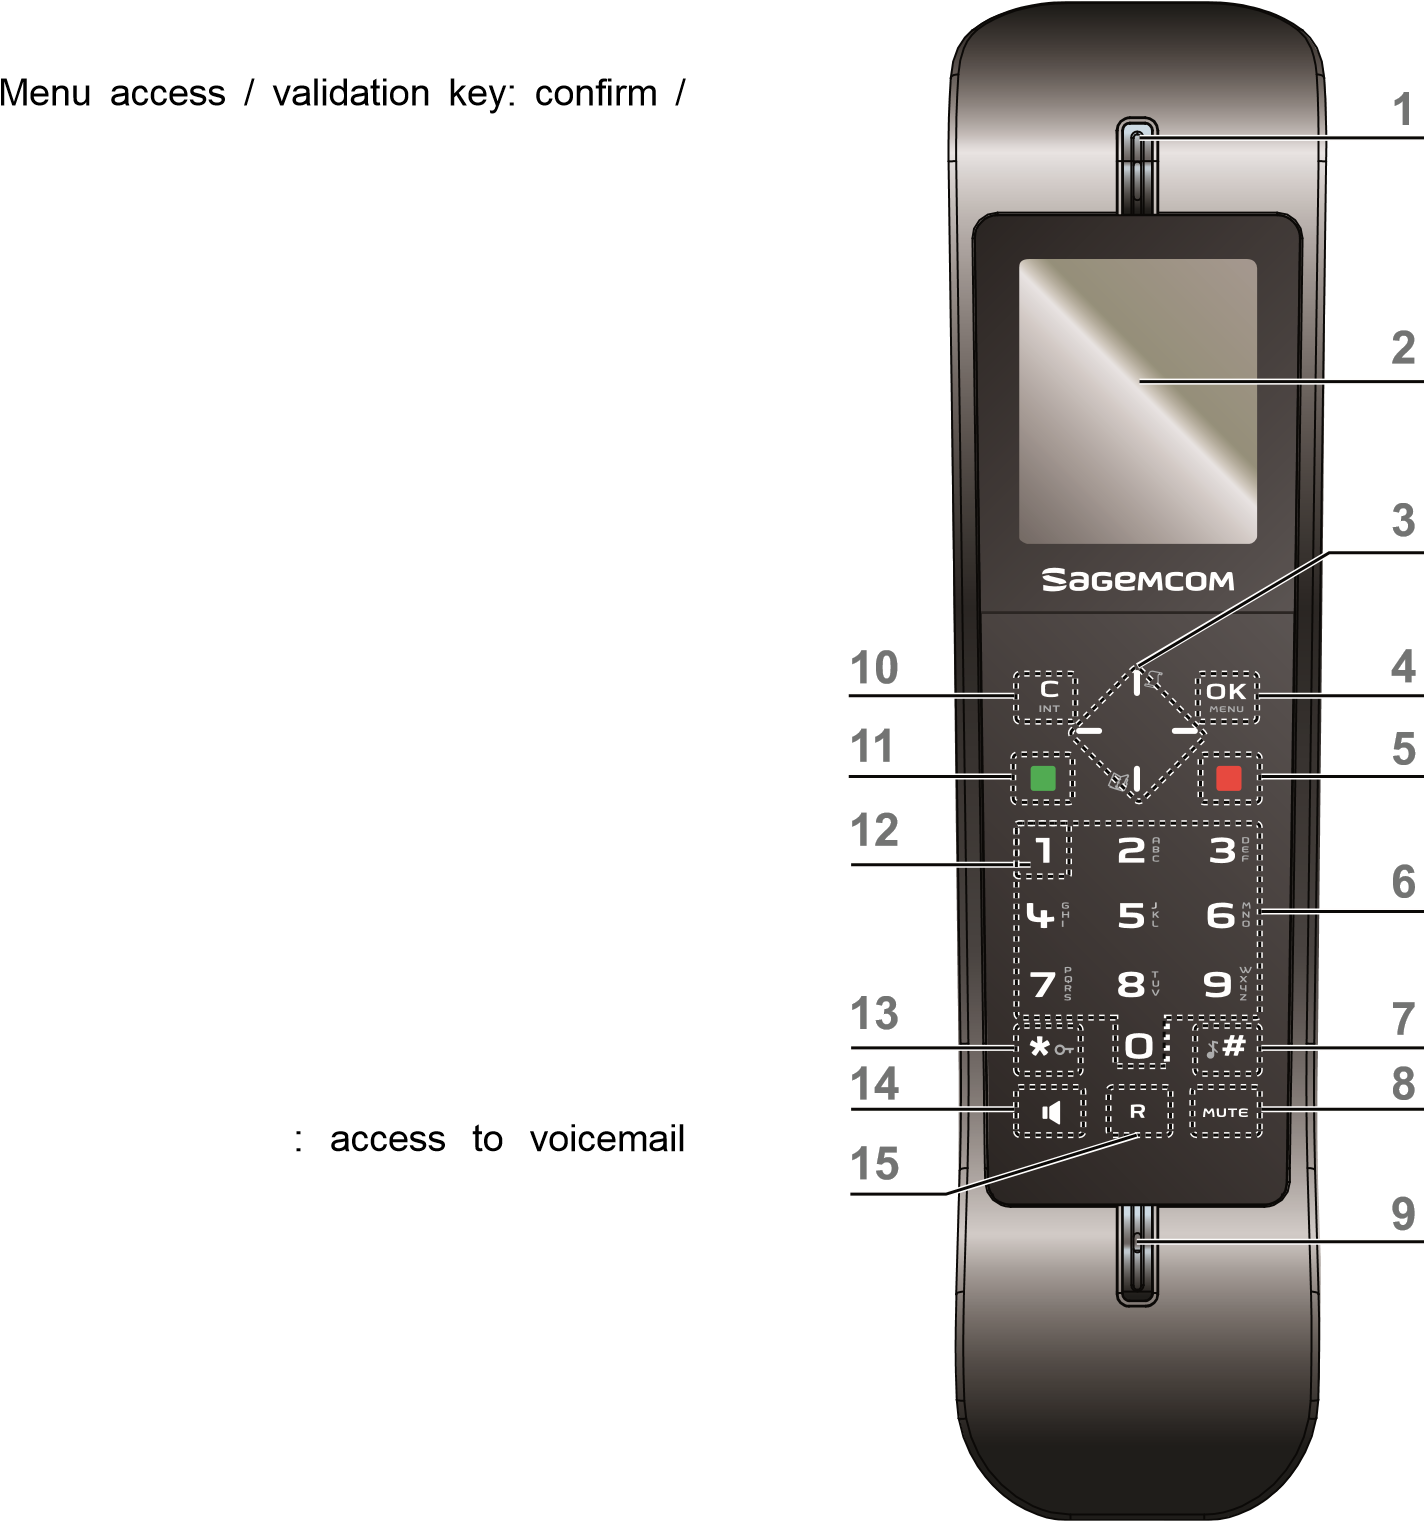 Menu access / validation key: confirm /
: access to voicemail
1
2
3
SAGEMCOM
10
4
C
INT
OK
MENU
11
5
12
1
2 ABC
3 DEF
6
4 GHI
5 JKL
6 MNO
7 PQRS
8 TUV
9 WXYZ
13
7
*
0
#
14
8
R
MUTE
15
9